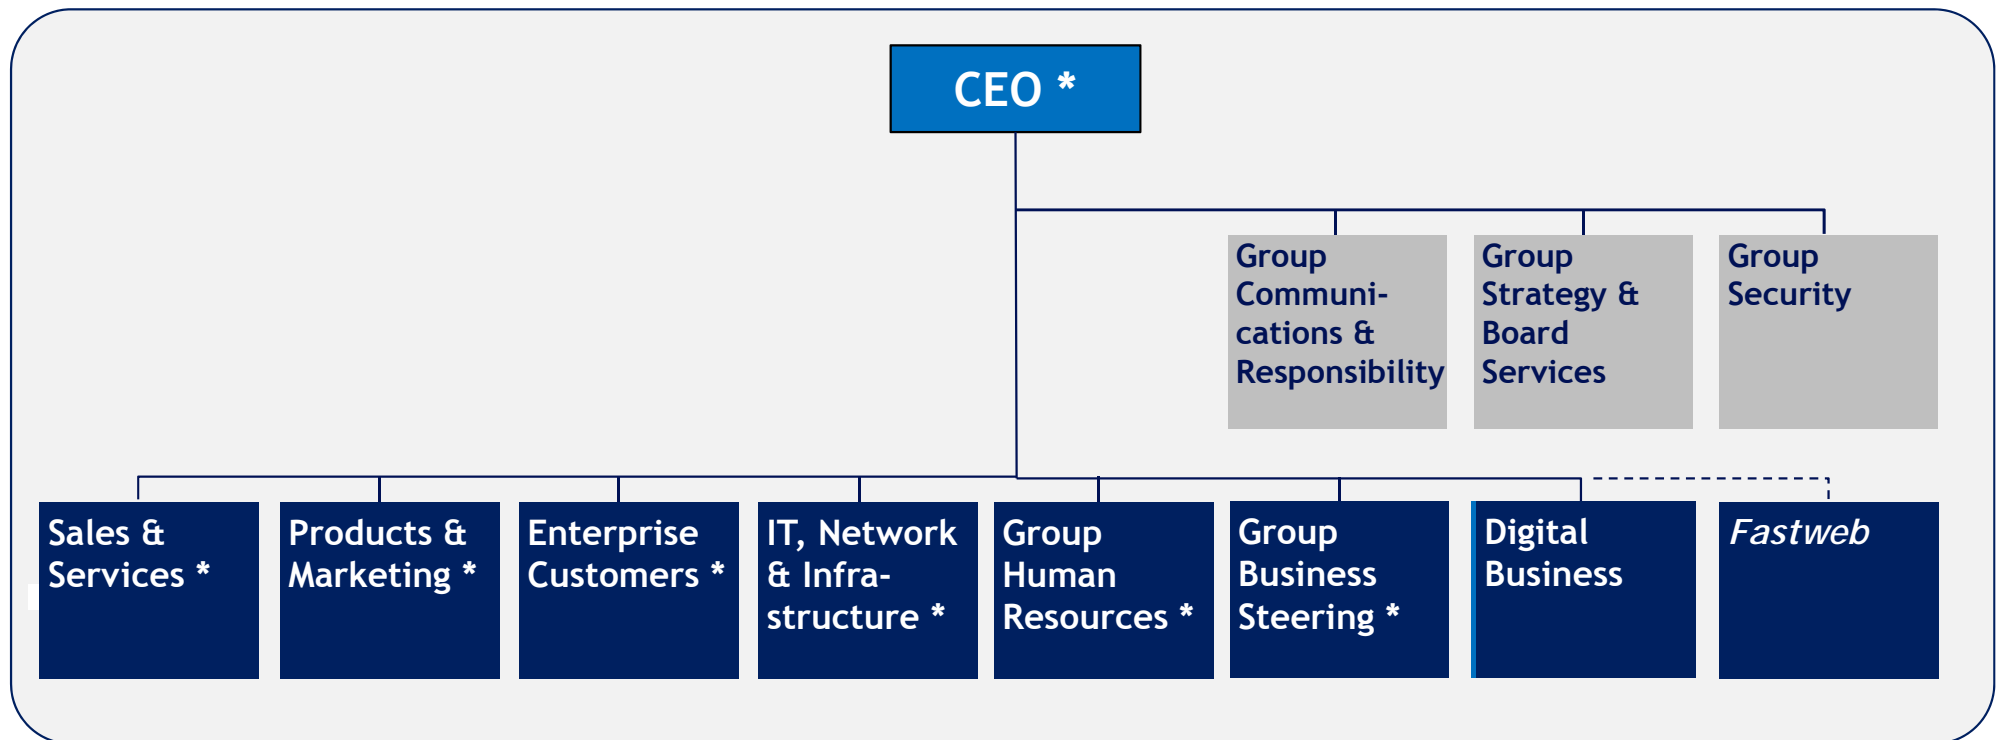 CEO *
Group
Communi-
cations &
Responsibility
Group
Strategy &
Board
Services
Group
Security
Sales &
Services *
Products &
Marketing *
Enterprise
Customers *
IT, Network
& Infra-
structure *
Group
Human
Resources *
Group
Business
Steering *
Digital
Business
Fastweb